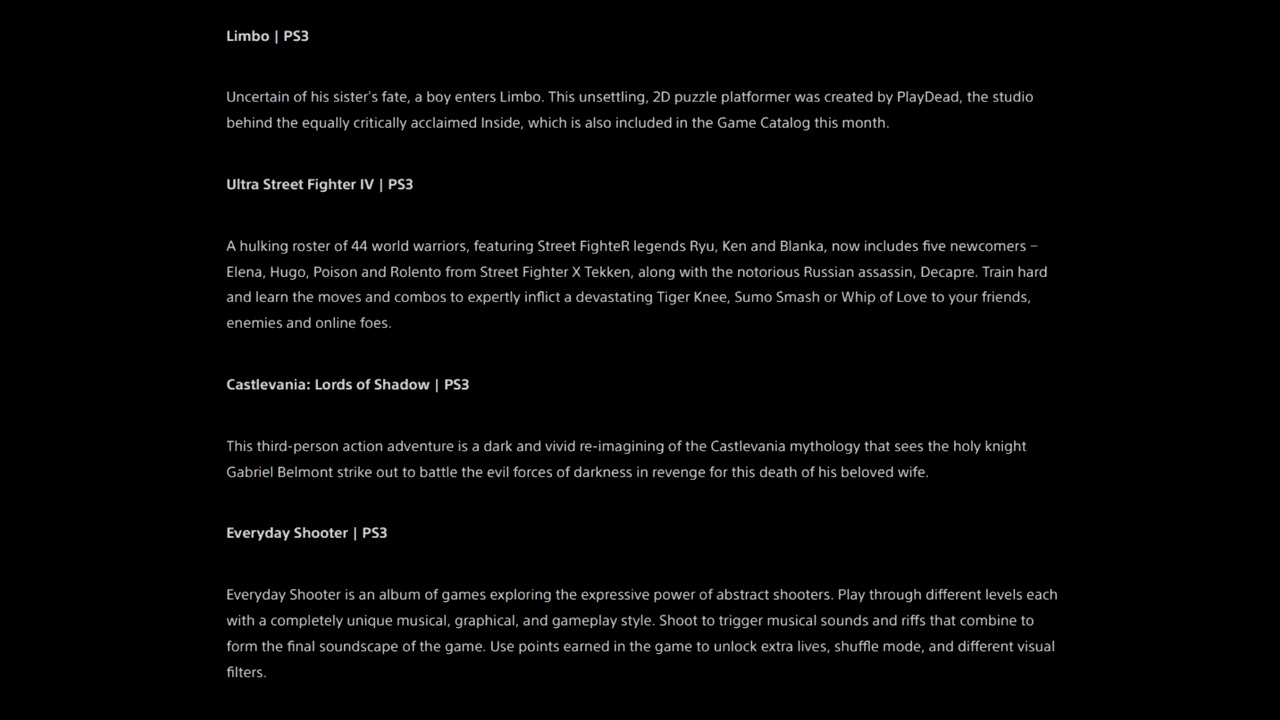 Limbo | PS3
Uncertain of his sister's fate, a boy enters Limbo. This unsettling, 2D puzzle platformer was created by PlayDead, the studio
behind the equally critically acclaimed Inside, which is also included in the Game Catalog this month.
Ultra Street Fighter IV | PS3
A hulking roster of 44 world warriors, featuring Street FighteR legends Ryu, Ken and Blanka, now includes five newcomers –
Elena, Hugo, Poison and Rolento from Street Fighter X Tekken, along with the notorious Russian assassin, Decapre. Train hard
and learn the moves and combos to expertly inflict a devastating Tiger Knee, Sumo Smash or Whip of Love to your friends,
enemies and online foes.
Castlevania: Lords of Shadow | PS3
This third-person action adventure is a dark and vivid re-imagining of the Castlevania mythology that sees the holy knight
Gabriel Belmont strike out to battle the evil forces of darkness in revenge for this death of his beloved wife.
Everyday Shooter | PS3
Everyday Shooter is an album of games exploring the expressive power of abstract shooters. Play through different levels each
with a completely unique musical, graphical, and gameplay style. Shoot to trigger musical sounds and riffs that combine to
form the final soundscape of the game. Use points earned in the game to unlock extra lives, shuffle mode, and different visual
filters.